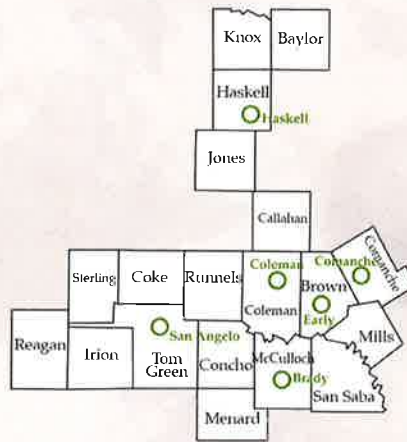 Knox Baylor
Haskell
Haskell
Jones
Callahan
Comanche
Coleman Comanche
Sterling Coke Runnels Brown
Coleman Early
San Angelo
Reagan Irion Tom Green Concho McCulloch Mills
Brady
San Saba
Menard